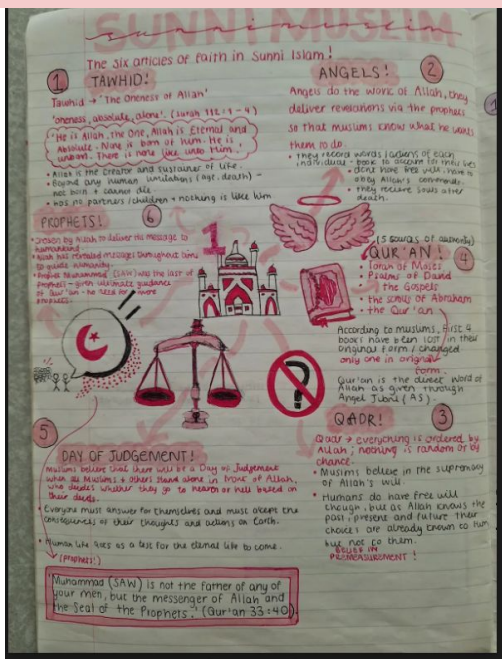 SUNNI MUSLIM
The six articles of faith in Sunni Islam!
1
TAWHID!
Tawhid → 'The Oneness of Allah'
'oneness, absolute, alone'. (Surah 112:1-4)
'He is Allah, the One, Allah is Eternal and
Absolute. None is born of Him. He is
unborn. There is none like unto Him.
• Allah is the creator and sustainer of life.
• Beyond any human limitations (age, death) -
not born + cannot die
• has no partners/children + nothing is like him
2
ANGELS!
Angels do the work of Allah, they
deliver revelations via the prophets
so that muslims know what he wants
them to do.
• they record words/actions of each
individual - book to account for their lives
• dont have free will, have to
obey Allah's commands.
• they receive souls after
death.
6
PROPHETS!
• chosen by Allah to deliver his message to
humankind.
• Allah has revealed messages throughout time
to guide humanity.
• Prophet Muhammad (SAW) was the last of
prophets - given ultimate guidance
of Qur'an - no need for more
prophets.
1
4
(5 sources of authority)
QUR'AN!
• Torah of Moses
• Psalms of David
• the Gospels
• the scrolls of Abraham
• the Qur'an
According to muslims, first 4
books have been lost in their
original form / changed
only one in original
form.
Qur'an is the direct word of
Allah as given through
Angel Jibril (AS).
?
3
QADR!
Qadr → everything is ordered by
Allah; nothing is random or by
chance.
• Muslims believe in the supremacy
of Allah's will.
• Humans do have free will
though, but as Allah knows the
past, present and future their
choices are already known to him
but not to them.
BELIEF IN
PREMEASUREMENT!
5
DAY OF JUDGEMENT!
Muslims believe that there will be a Day of Judgement
when all Muslims + others stand alone in front of Allah,
who decides whether they go to heaven or hell based on
their deeds.
• Everyone must answer for themselves and must accept the
consequences of their thoughts and actions on Earth.
• Human life acts as a test for the eternal life to come.
(prophets!)
'Muhammad (SAW) is not the father of any of
your men, but the messenger of Allah and
the Seal of the Prophets.' (Qur'an 33:40).